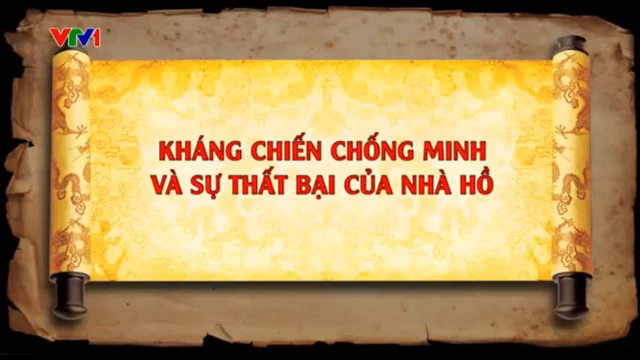 VTV1
KHÁNG CHIẾN CHỐNG MINH
VÀ SỰ THẤT BẠI CỦA NHÀ HỒ